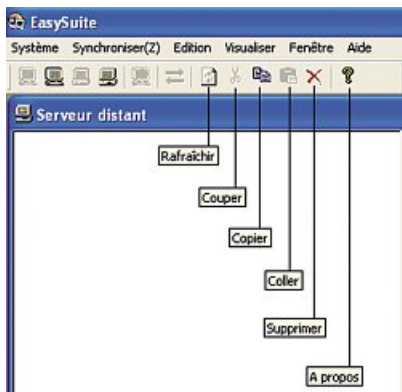 EasySuite
Système Synchroniser(Z) Edition Visualiser Fenêtre Aide
Serveur distant
Rafraîchir
Couper
Copier
Coller
Supprimer
A propos